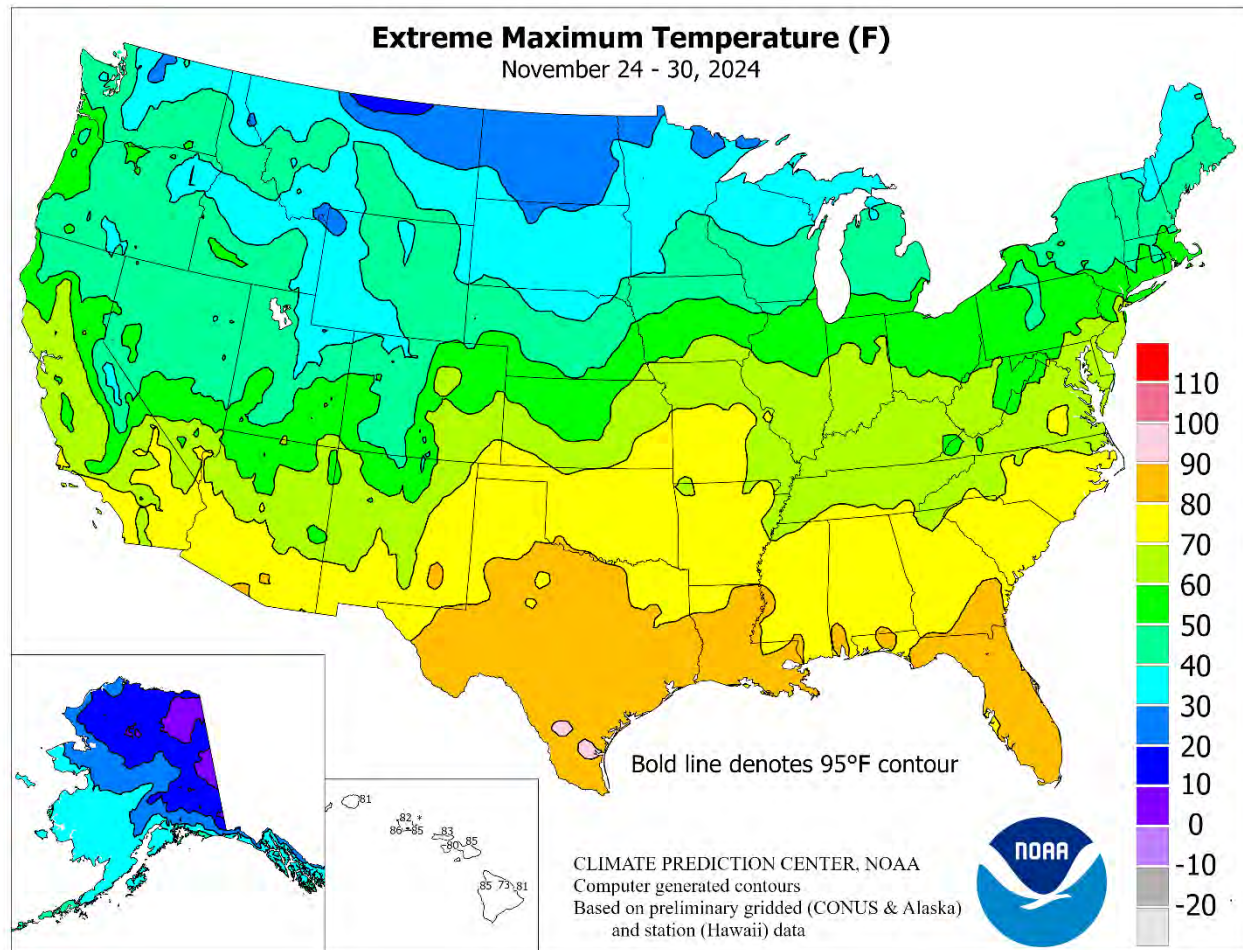 Extreme Maximum Temperature (F)
November 24 - 30, 2024
L
110
100
90
80
70
60
50
40
30
20
10
0
-10
-20
Bold line denotes 95°F contour
81
82 *
86 85
83
80 85
85 73 81
CLIMATE PREDICTION CENTER, NOAA
Computer generated contours
Based on preliminary gridded (CONUS & Alaska)
and station (Hawaii) data
NOAA